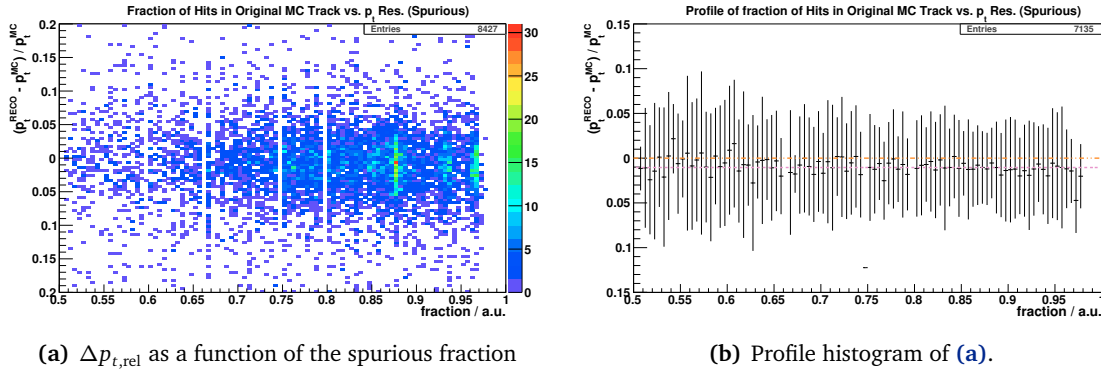 Fraction of Hits in Original MC Track vs. p_t Res. (Spurious)
Entries 8427
(p_t^RECO - p_t^MC) / p_t^MC
0.2
0.15
0.1
0.05
0
0.05
0.1
0.15
0.2
0.5 0.55 0.6 0.65 0.7 0.75 0.8 0.85 0.9 0.95 1
fraction / a.u.
30
25
20
15
10
5
0
(a) Δp_t,rel as a function of the spurious fraction
Profile of fraction of Hits in Original MC Track vs. p_t Res. (Spurious)
Entries 7135
(p_t^RECO - p_t^MC) / p_t^MC
0.15
0.1
0.05
0
0.05
0.1
0.15
0.5 0.55 0.6 0.65 0.7 0.75 0.8 0.85 0.9 0.95 1
fraction / a.u.
(b) Profile histogram of (a).